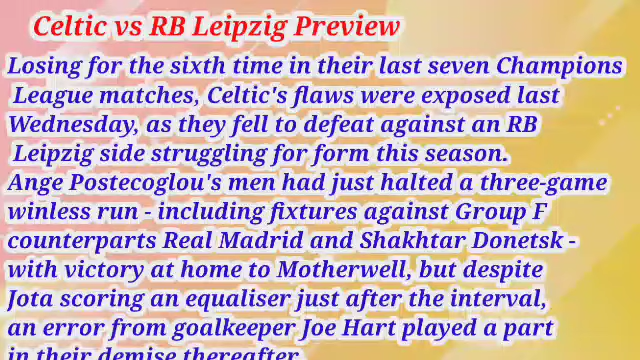 Celtic vs RB Leipzig Preview
Losing for the sixth time in their last seven Champions
League matches, Celtic's flaws were exposed last
Wednesday, as they fell to defeat against an RB
Leipzig side struggling for form this season.
Ange Postecoglou's men had just halted a three-game
winless run - including fixtures against Group F
counterparts Real Madrid and Shakhtar Donetsk -
with victory at home to Motherwell, but despite
Jota scoring an equaliser just after the interval,
an error from goalkeeper Joe Hart played a part
in their demise thereafter